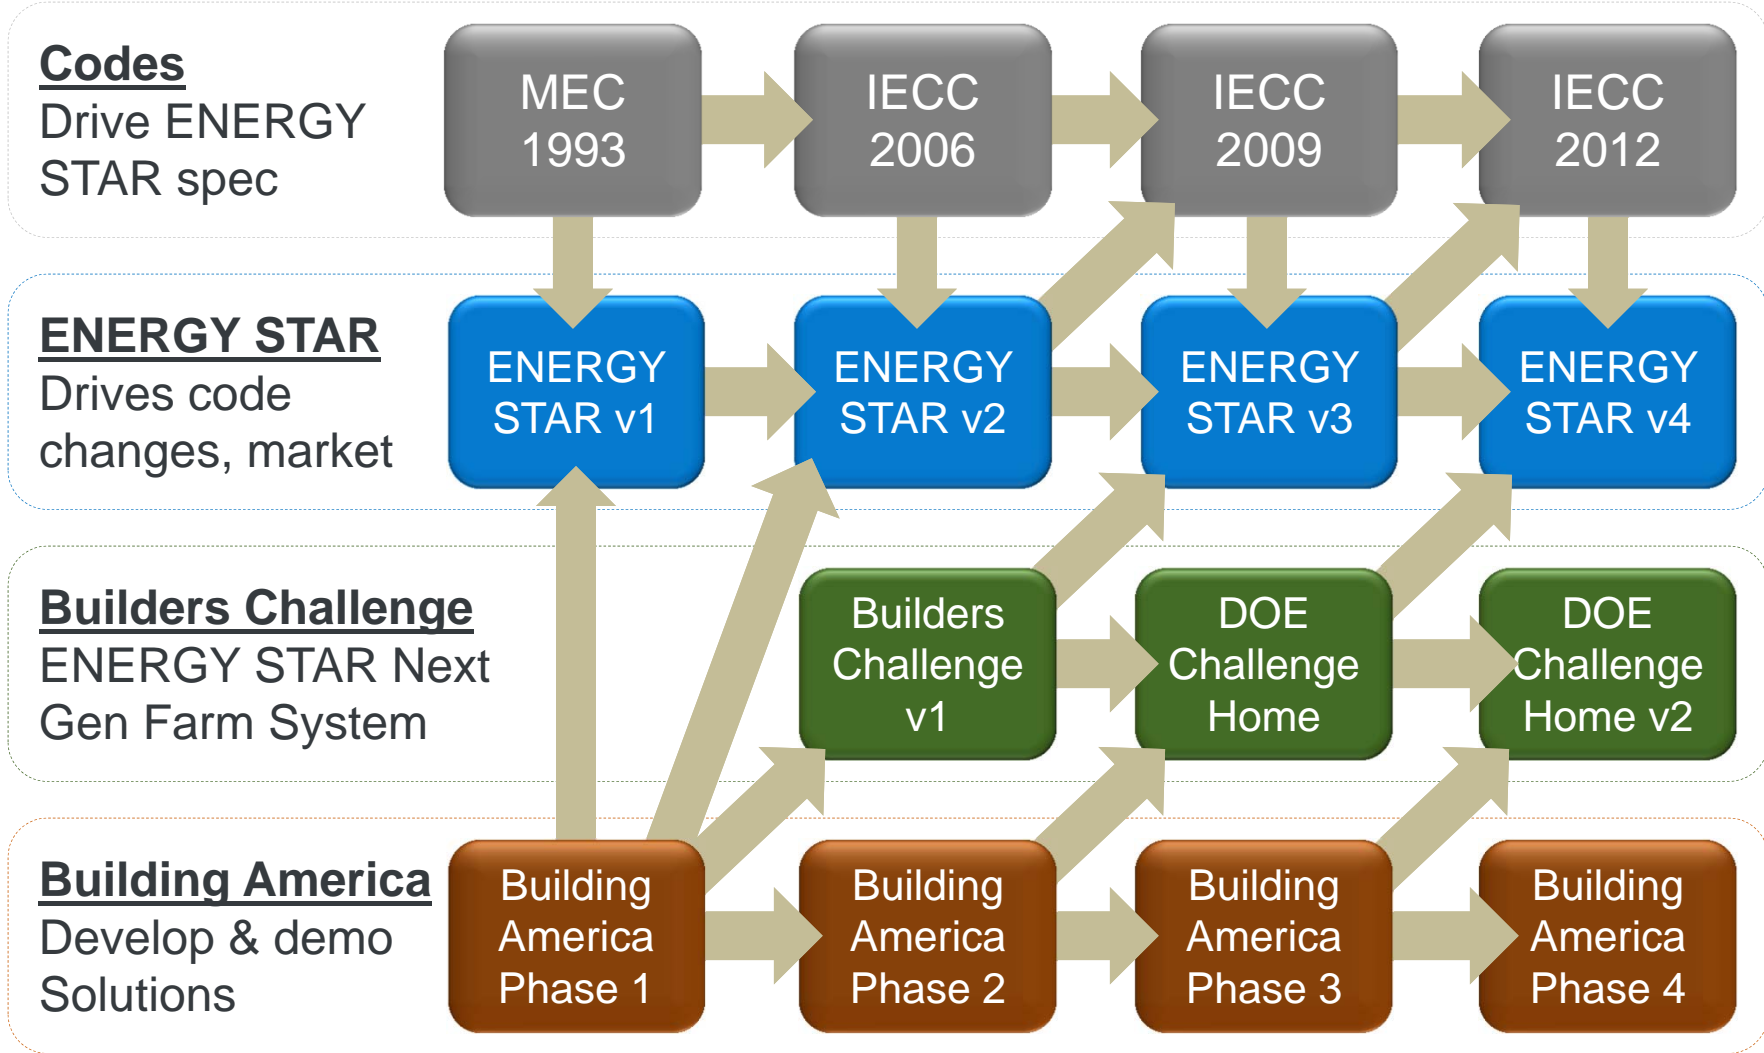 Codes
Drive ENERGY
STAR spec
MEC
1993
IECC
2006
IECC
2009
IECC
2012
ENERGY STAR
Drives code
changes, market
ENERGY
STAR v1
ENERGY
STAR v2
ENERGY
STAR v3
ENERGY
STAR v4
Builders Challenge
ENERGY STAR Next
Gen Farm System
Builders
Challenge
v1
DOE
Challenge
Home
DOE
Challenge
Home v2
Building America
Develop & demo
Solutions
Building
America
Phase 1
Building
America
Phase 2
Building
America
Phase 3
Building
America
Phase 4